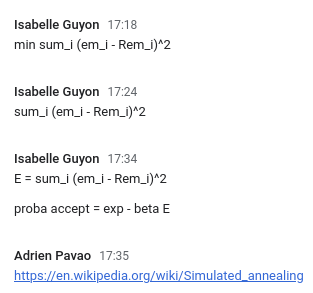 Isabelle Guyon 17:18
min sum_i (em_i - Rem_i)^2
Isabelle Guyon 17:24
sum_i (em_i - Rem_i)^2
Isabelle Guyon 17:34
E = sum_i (em_i - Rem_i)^2
proba accept = exp - beta E
Adrien Pavao 17:35
https://en.wikipedia.org/wiki/Simulated_annealing